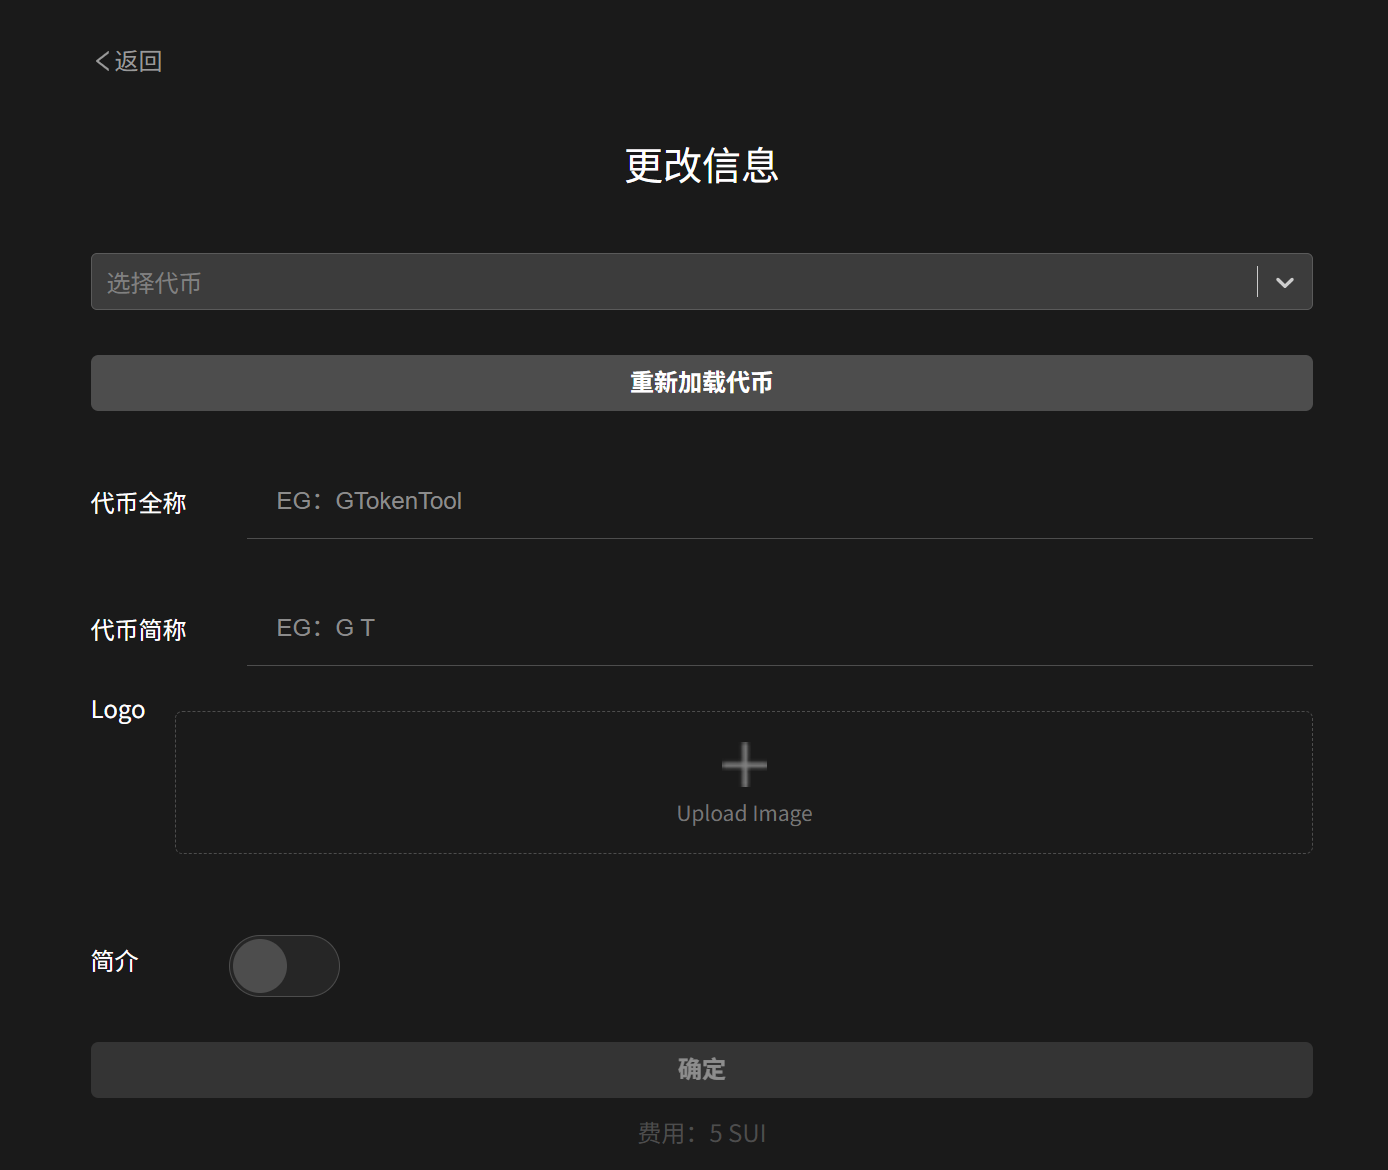 返回
更改信息
选择代币
重新加载代币
代币全称 EG：GTokenTool
代币简称 EG：G T
Logo
Upload Image
简介
确定
费用：5 SUI